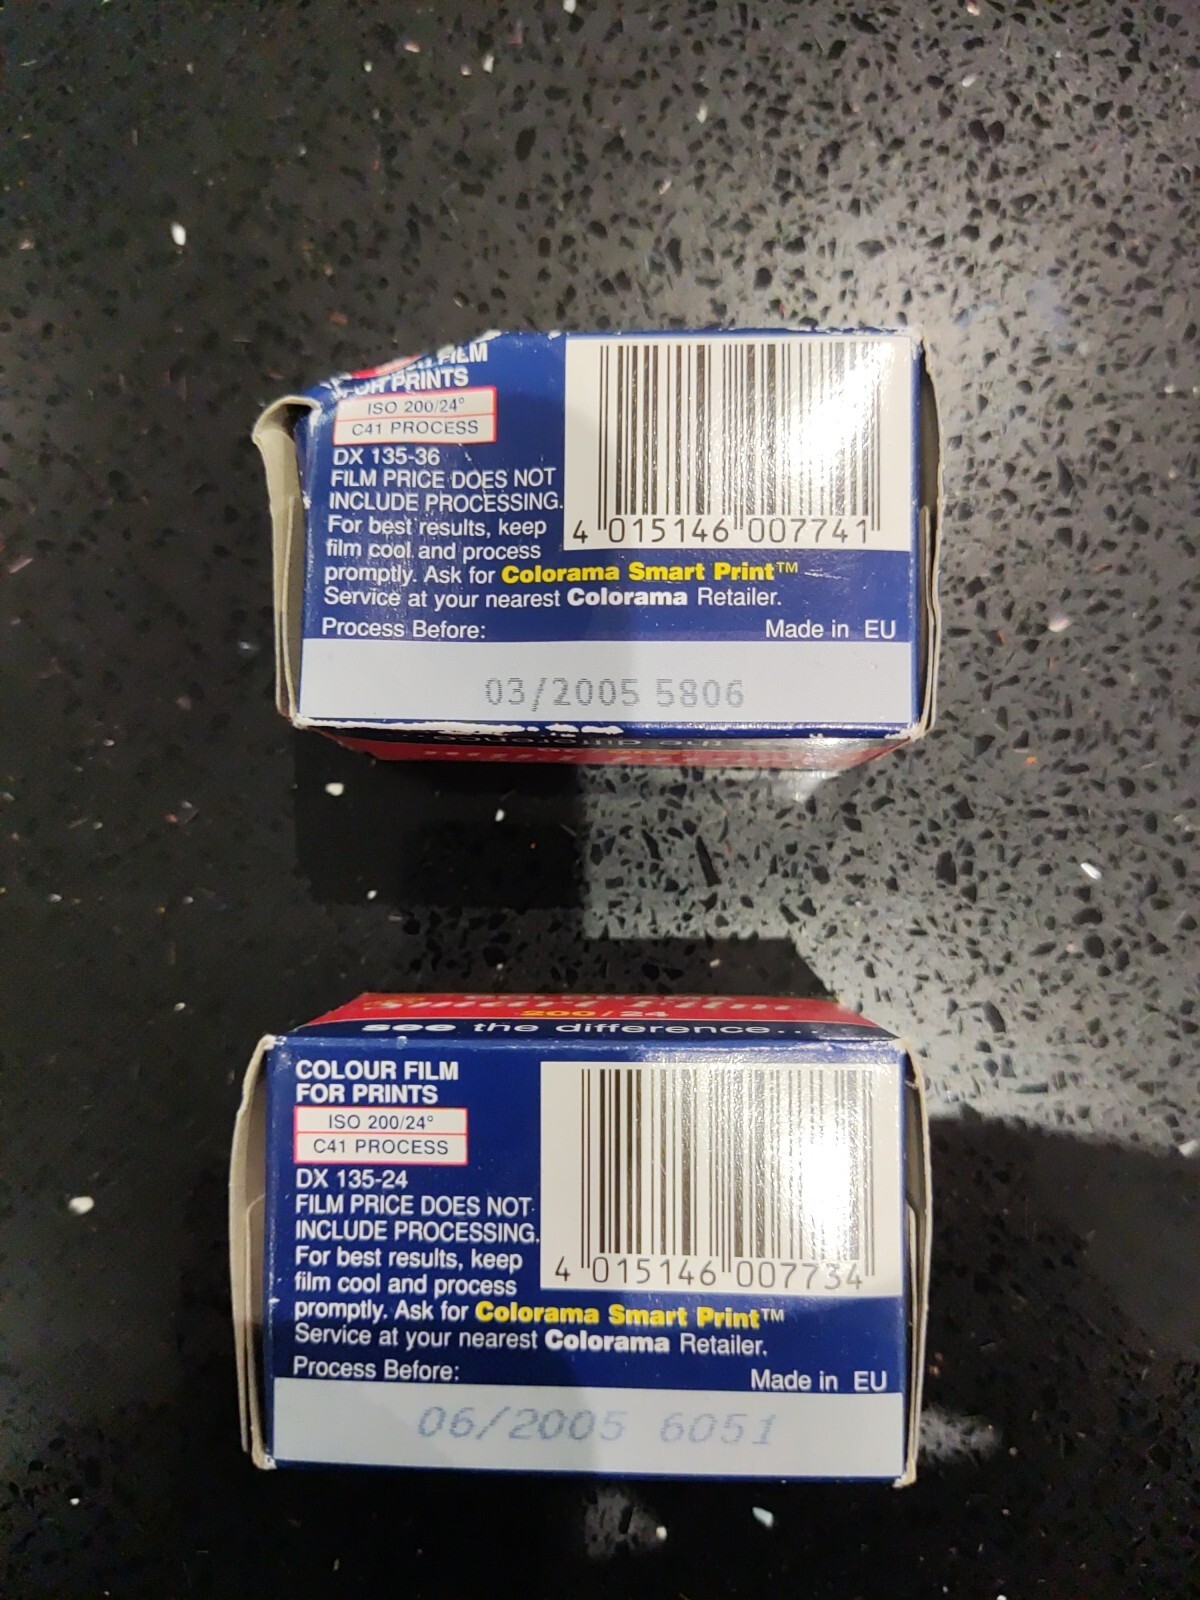 FILM
FOR PRINTS
ISO 200/24°
C41 PROCESS
DX 135-36
FILM PRICE DOES NOT
INCLUDE PROCESSING.
For best results, keep
film cool and process
promptly. Ask for Colorama Smart Print™
Service at your nearest Colorama Retailer.
Process Before: Made in EU
4 015146 007741
03/2005 5806
the difference...
Smart Film
200/24
see the difference...
COLOUR FILM
FOR PRINTS
ISO 200/24°
C41 PROCESS
DX 135-24
FILM PRICE DOES NOT
INCLUDE PROCESSING.
For best results, keep
film cool and process
promptly. Ask for Colorama Smart Print™
Service at your nearest Colorama Retailer.
Process Before: Made in EU
4 015146 007734
06/2005 6051